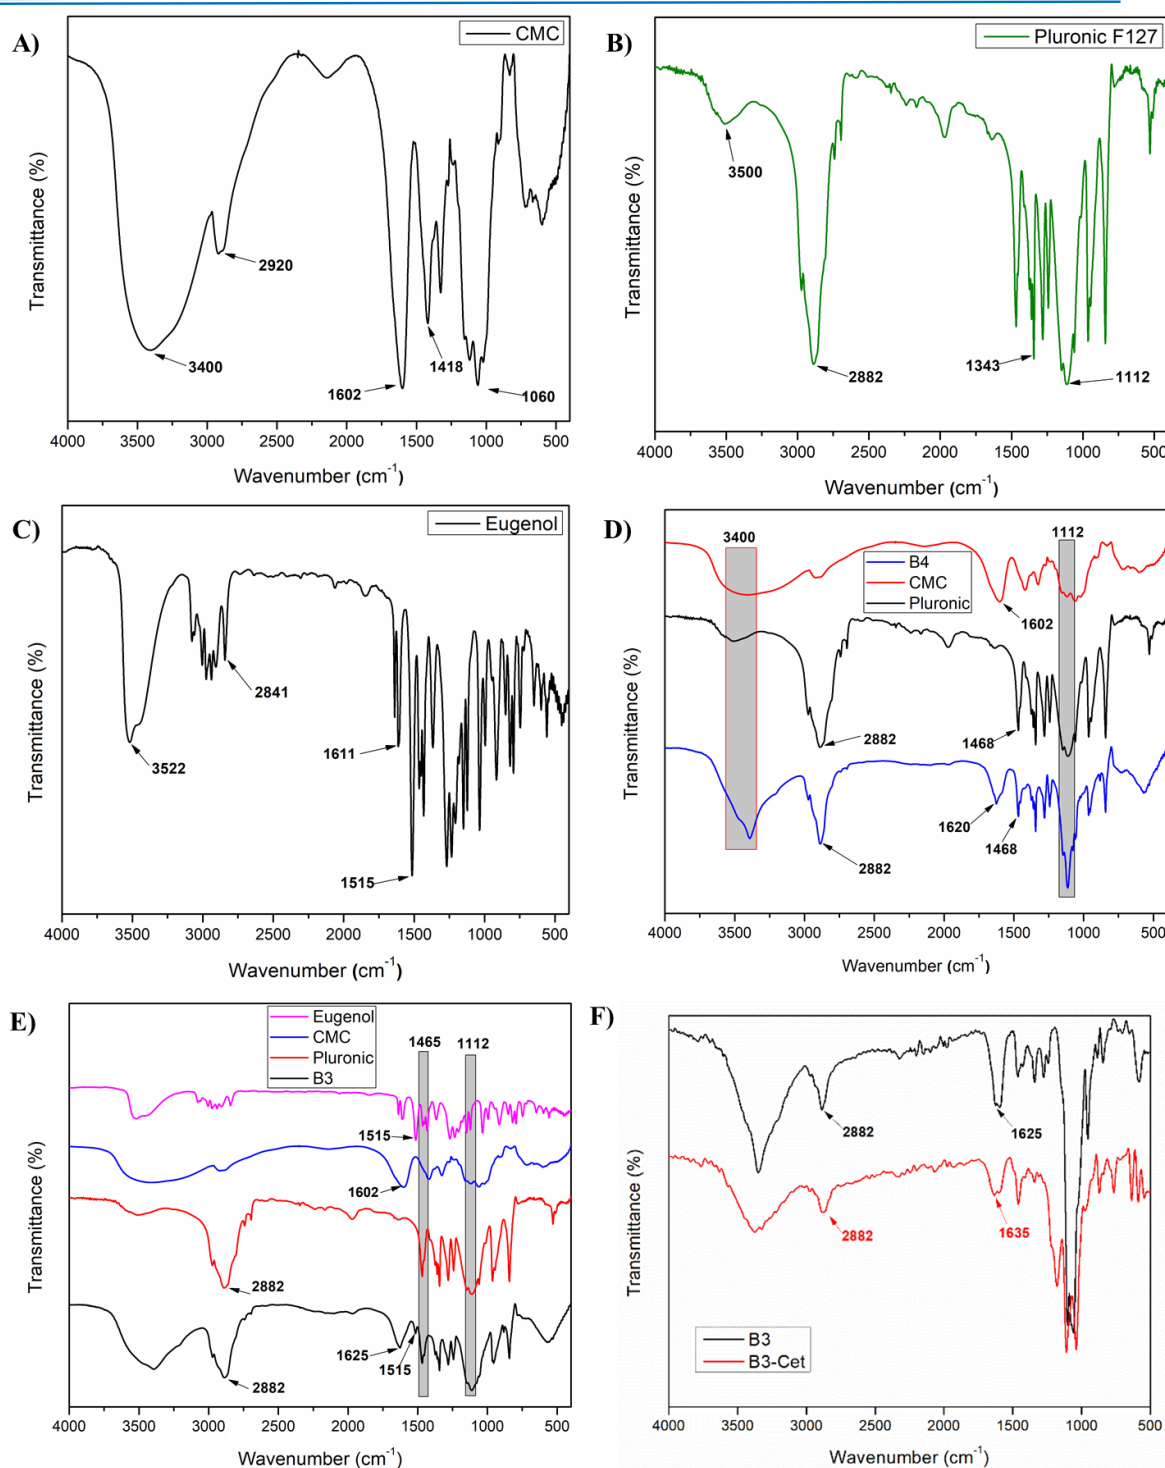 A)
CMC
2920
3400
1602
1418
1060
Transmittance (%)
4000 3500 3000 2500 2000 1500 1000 500
Wavenumber (cm-1)
B)
Pluronic F127
3500
2882
1343
1112
Transmittance (%)
4000 3500 3000 2500 2000 1500 1000 500
Wavenumber (cm-1)
C)
Eugenol
3522
2841
1611
1515
Transmittance (%)
4000 3500 3000 2500 2000 1500 1000 500
Wavenumber (cm-1)
D)
3400
1112
B4
CMC
Pluronic
1602
2882
1468
1620
1468
2882
Transmittance (%)
4000 3500 3000 2500 2000 1500 1000 500
Wavenumber (cm-1)
E)
Eugenol
CMC
Pluronic
B3
1465
1112
1515
1602
2882
1625
1515
2882
Transmittance (%)
4000 3500 3000 2500 2000 1500 1000 500
Wavenumber (cm-1)
F)
2882
1625
2882
1635
B3
B3-Cet
Transmittance (%)
4000 3500 3000 2500 2000 1500 1000 500
Wavenumber (cm-1)